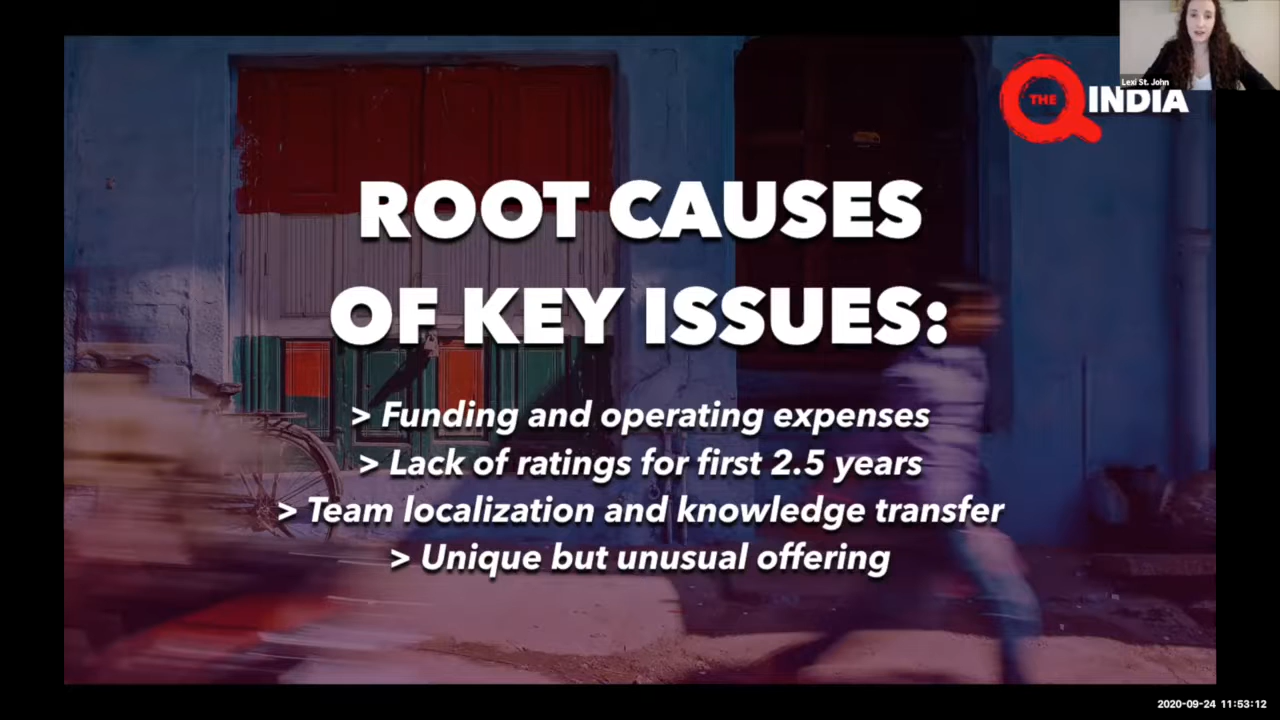 Lexi St. John
THE INDIA
ROOT CAUSES
OF KEY ISSUES:
> Funding and operating expenses
> Lack of ratings for first 2.5 years
> Team localization and knowledge transfer
> Unique but unusual offering
2020-09-24 11:53:12